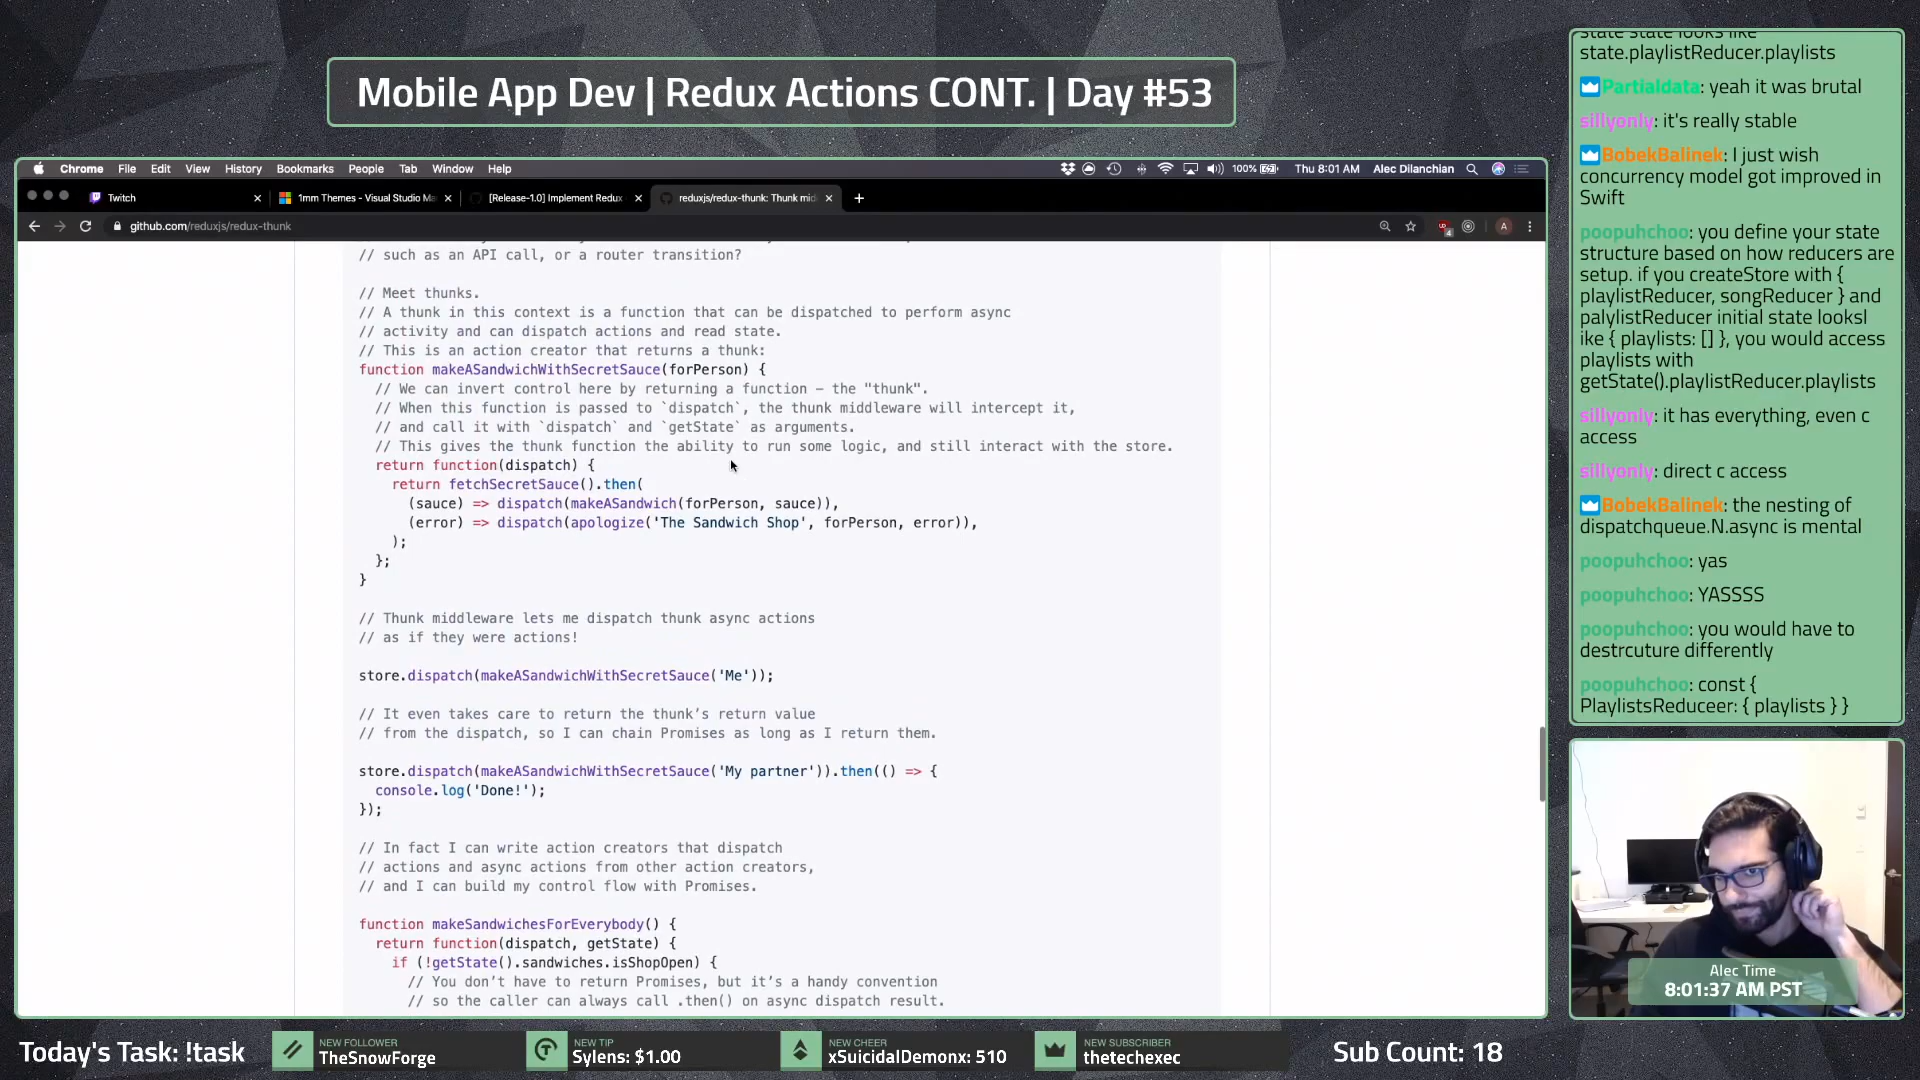 Mobile App Dev | Redux Actions CONT. | Day #53
Chrome File Edit View History Bookmarks People Tab Window Help
100% Thu 8:01 AM Alec Dilanchian
Twitch
1mm Themes - Visual Studio Ma
[Release-1.0] Implement Redux
reduxjs/redux-thunk: Thunk mid
github.com/reduxjs/redux-thunk
A
// such as an API call, or a router transition?
// Meet thunks.
// A thunk in this context is a function that can be dispatched to perform async
// activity and can dispatch actions and read state.
// This is an action creator that returns a thunk:
function makeASandwichWithSecretSauce(forPerson) {
// We can invert control here by returning a function – the "thunk".
// When this function is passed to `dispatch`, the thunk middleware will intercept it,
// and call it with `dispatch` and `getState` as arguments.
// This gives the thunk function the ability to run some logic, and still interact with the store.
return function(dispatch) {
return fetchSecretSauce().then(
(sauce) => dispatch(makeASandwich(forPerson, sauce)),
(error) => dispatch(apologize('The Sandwich Shop', forPerson, error)),
);
};
}
// Thunk middleware lets me dispatch thunk async actions
// as if they were actions!
store.dispatch(makeASandwichWithSecretSauce('Me'));
// It even takes care to return the thunk’s return value
// from the dispatch, so I can chain Promises as long as I return them.
store.dispatch(makeASandwichWithSecretSauce('My partner')).then(() => {
console.log('Done!');
});
// In fact I can write action creators that dispatch
// actions and async actions from other action creators,
// and I can build my control flow with Promises.
function makeSandwichesForEverybody() {
return function(dispatch, getState) {
if (!getState().sandwiches.isShopOpen) {
// You don’t have to return Promises, but it’s a handy convention
// so the caller can always call .then() on async dispatch result.
state state looks like
state.playlistReducer.playlists
Partialdata: yeah it was brutal
sillyonly: it's really stable
BobekBalinek: I just wish
concurrency model got improved in
Swift
poopuhchoo: you define your state
structure based on how reducers are
setup. if you createStore with {
playlistReducer, songReducer } and
palylistReducer initial state looksl
ike { playlists: [] }, you would access
playlists with
getState().playlistReducer.playlists
sillyonly: it has everything, even c
access
sillyonly: direct c access
BobekBalinek: the nesting of
dispatchqueue.N.async is mental
poopuhchoo: yas
poopuhchoo: YASSSS
poopuhchoo: you would have to
destrcuture differently
poopuhchoo: const {
PlaylistsReduceer: { playlists } }
Alec Time
8:01:37 AM PST
Today's Task: !task
NEW FOLLOWER
TheSnowForge
NEW TIP
Sylens: $1.00
NEW CHEER
xSuicidalDemonx: 510
NEW SUBSCRIBER
thetechexec
Sub Count: 18